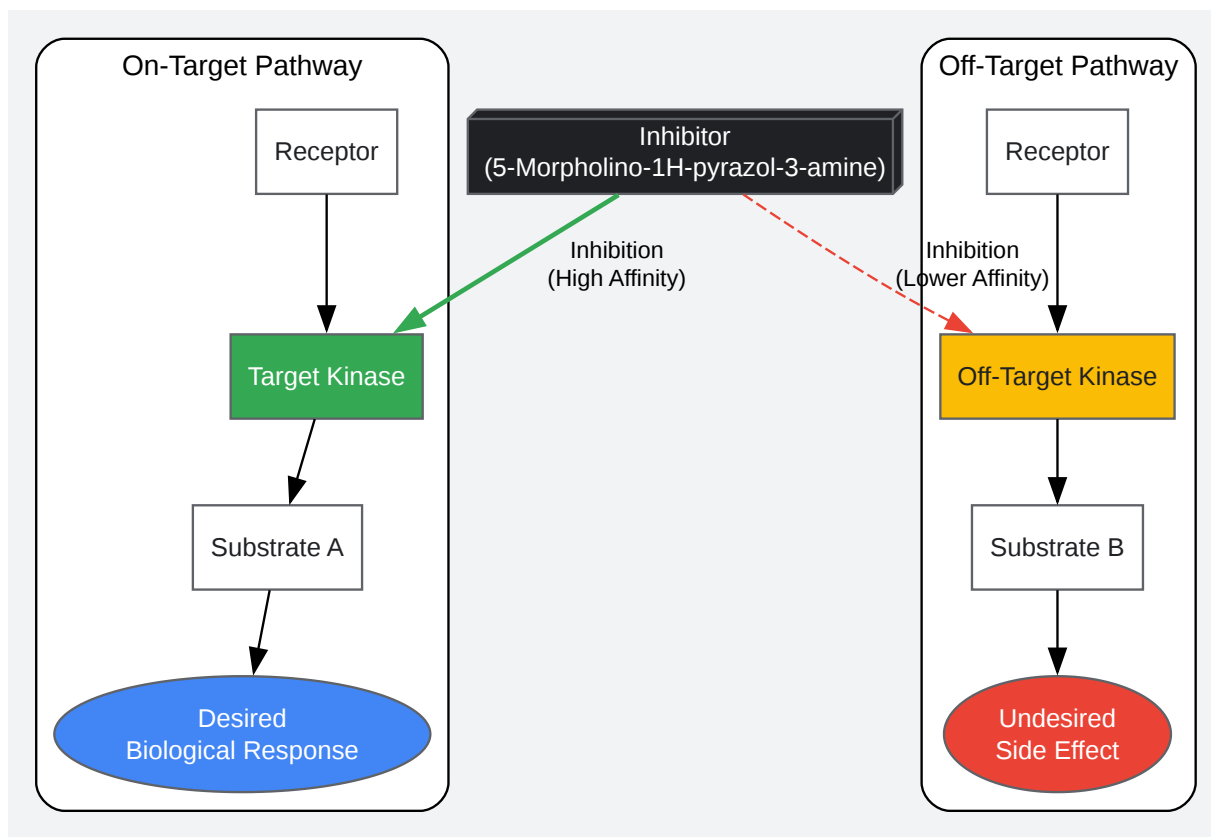 On-Target Pathway
Off-Target Pathway
Receptor
Inhibitor
(5-Morpholino-1H-pyrazol-3-amine)
Receptor
Inhibition
(High Affinity)
Inhibition
(Lower Affinity)
Target Kinase
Off-Target Kinase
Substrate A
Substrate B
Desired
Biological Response
Undesired
Side Effect